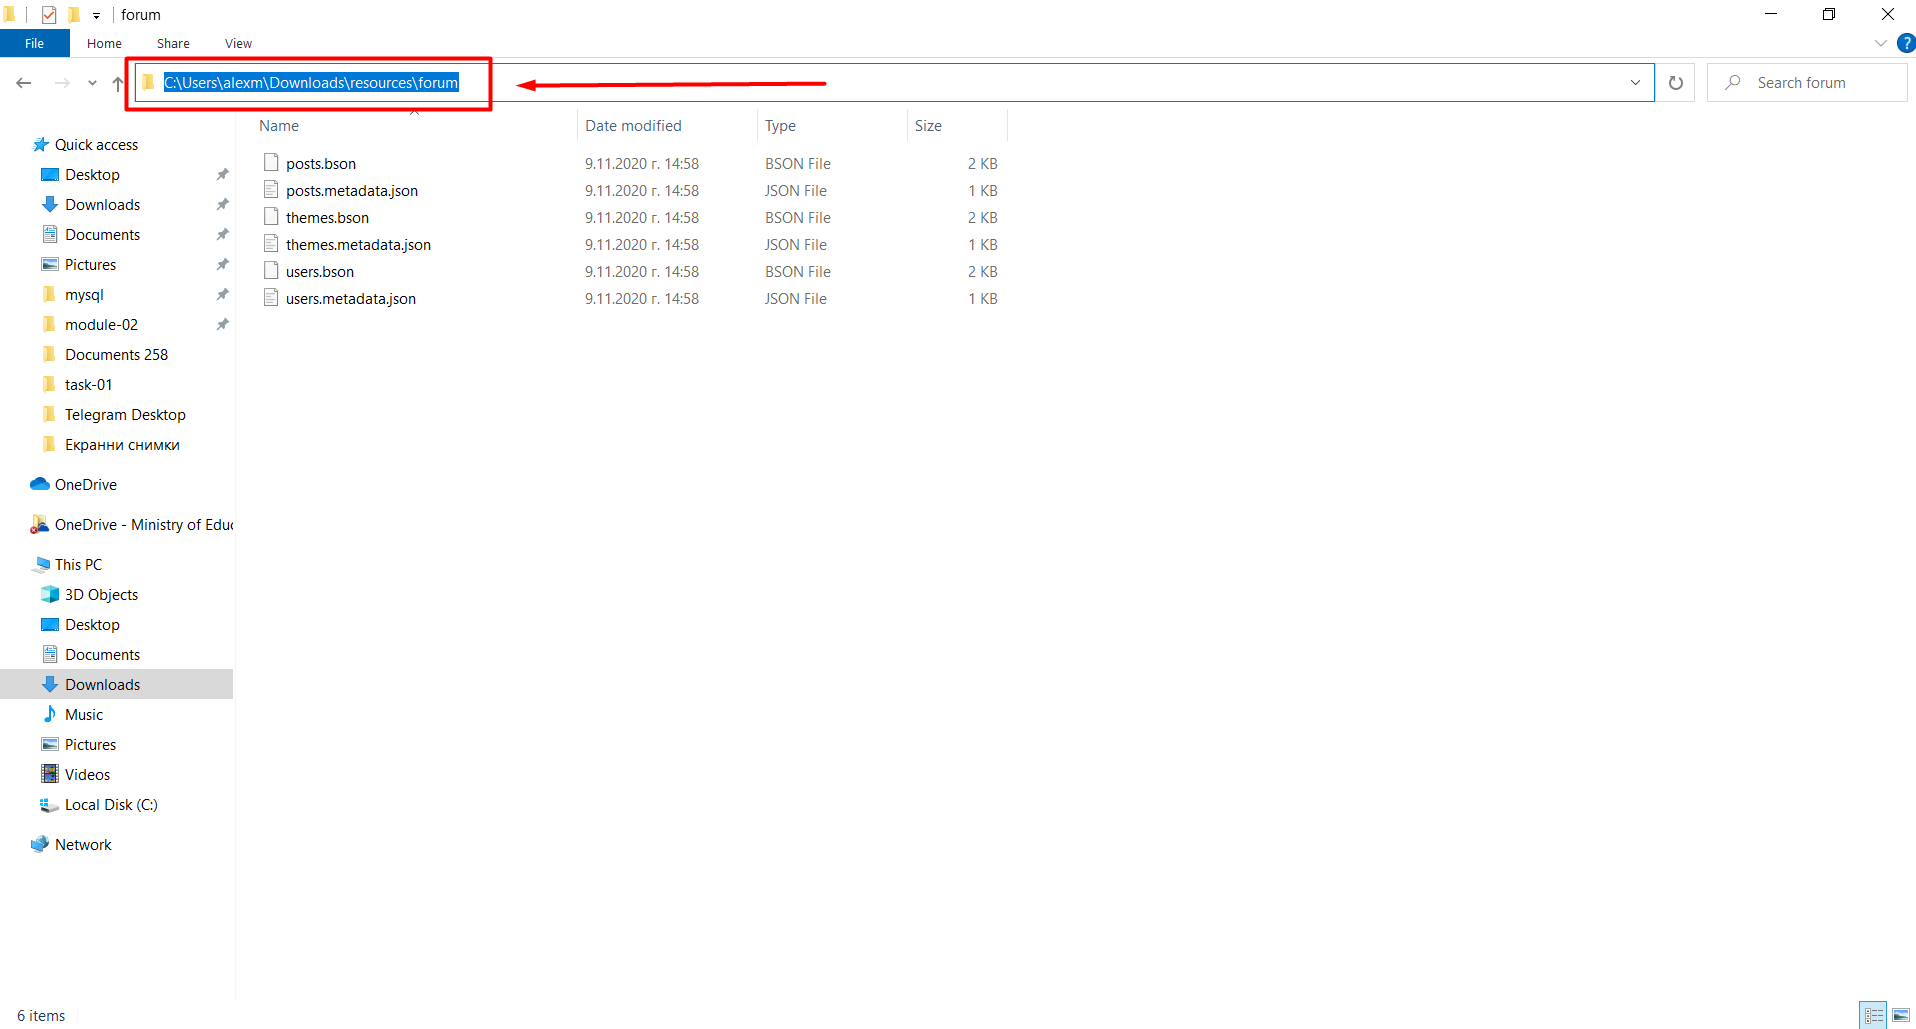 forum
File Home Share View
C:\Users\alexm\Downloads\resources\forum
Search forum
Name Date modified Type Size
posts.bson 9.11.2020 г. 14:58 BSON File 2 KB
posts.metadata.json 9.11.2020 г. 14:58 JSON File 1 KB
themes.bson 9.11.2020 г. 14:58 BSON File 2 KB
themes.metadata.json 9.11.2020 г. 14:58 JSON File 1 KB
users.bson 9.11.2020 г. 14:58 BSON File 2 KB
users.metadata.json 9.11.2020 г. 14:58 JSON File 1 KB
Quick access
Desktop
Downloads
Documents
Pictures
mysql
module-02
Documents 258
task-01
Telegram Desktop
Екранни снимки
OneDrive
OneDrive - Ministry of Educ
This PC
3D Objects
Desktop
Documents
Downloads
Music
Pictures
Videos
Local Disk (C:)
Network
6 items